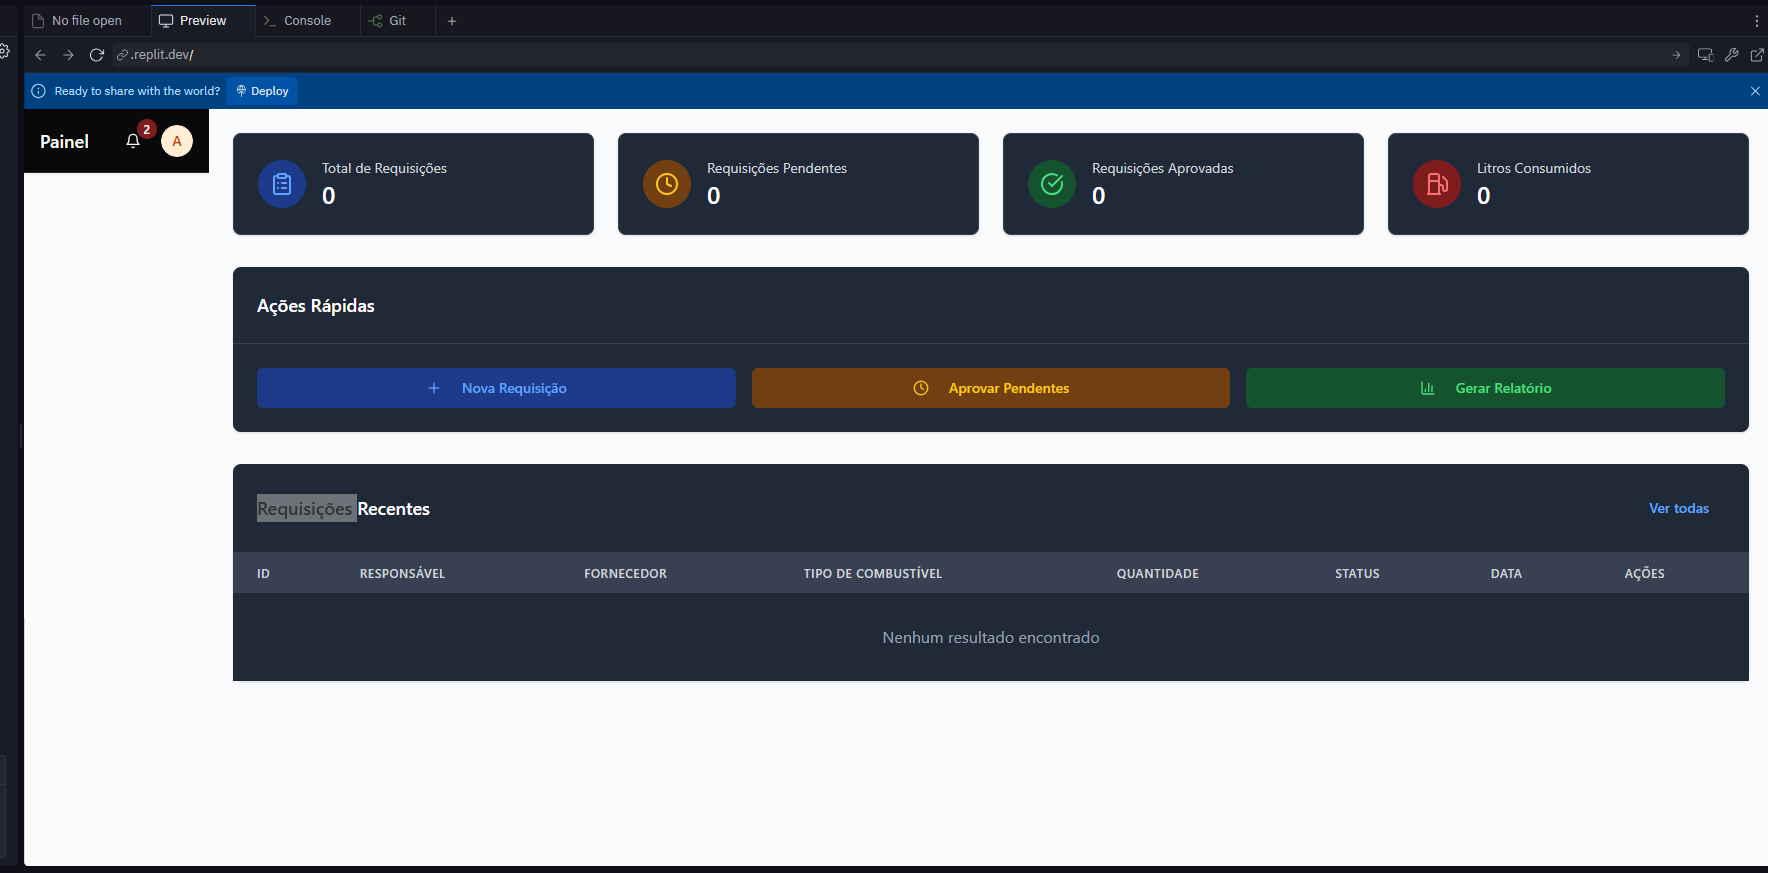 No file open
Preview
Console
Git
.replit.dev/
Ready to share with the world?
Deploy
Painel
2
A
Total de Requisições
0
Requisições Pendentes
0
Requisições Aprovadas
0
Litros Consumidos
0
Ações Rápidas
Nova Requisição
Aprovar Pendentes
Gerar Relatório
Requisições Recentes
Ver todas
ID RESPONSÁVEL FORNECEDOR TIPO DE COMBUSTÍVEL QUANTIDADE STATUS DATA AÇÕES
Nenhum resultado encontrado